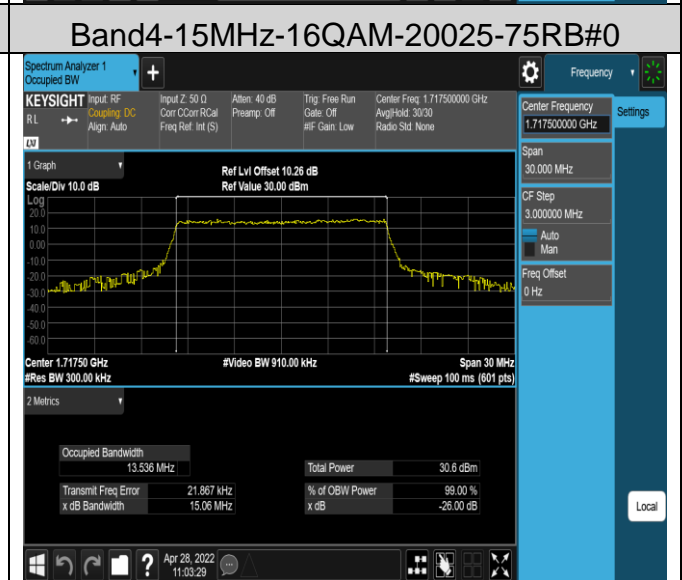 Band4-15MHz-16QAM-20025-75RB#0
Spectrum Analyzer 1
Occupied BW
+
Frequency
KEYSIGHT
RL
Input: RF
Coupling: DC
Align: Auto
Input Z: 50 Ω
Corr CCorr RCal
Freq Ref: Int (S)
Atten: 40 dB
Preamp: Off
Trig: Free Run
Gate: Off
#IF Gain: Low
Center Freq: 1.717500000 GHz
Avg|Hold: 30/30
Radio Std: None
LXI
Center Frequency
1.717500000 GHz
Settings
Span
30.000 MHz
CF Step
3.000000 MHz
Auto
Man
Freq Offset
0 Hz
1 Graph
Scale/Div 10.0 dB
Ref Lvl Offset 10.26 dB
Ref Value 30.00 dBm
Log
20.0
10.0
0.00
-10.0
-20.0
-30.0
-40.0
-50.0
-60.0
Center 1.71750 GHz
#Video BW 910.00 kHz
Span 30 MHz
#Res BW 300.00 kHz
#Sweep 100 ms (601 pts)
2 Metrics
Occupied Bandwidth
13.536 MHz
Total Power 30.6 dBm
Transmit Freq Error 21.867 kHz
% of OBW Power 99.00 %
x dB Bandwidth 15.06 MHz
x dB -26.00 dB
Local
?
Apr 28, 2022
11:03:29